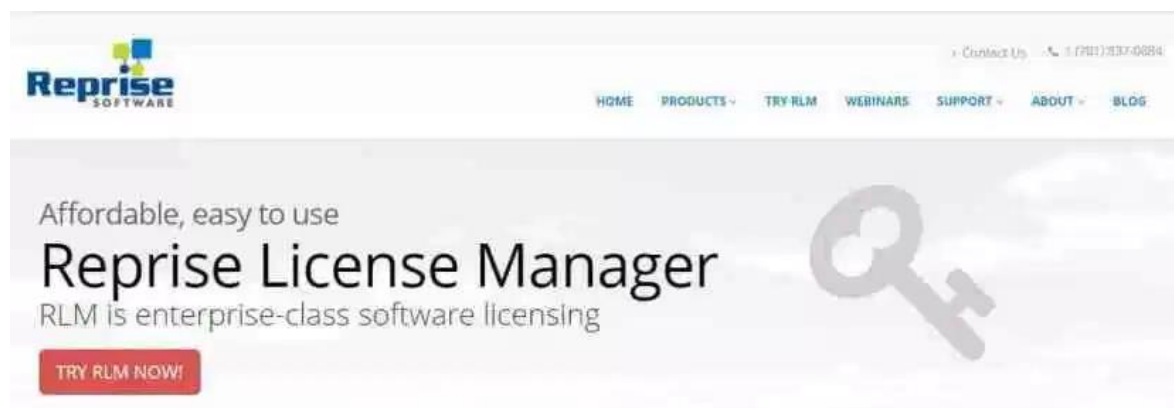 Reprise
SOFTWARE
Contact Us
HOME PRODUCTS TRY RLM WEBINARS SUPPORT ABOUT BLOG
Affordable, easy to use
Reprise License Manager
RLM is enterprise-class software licensing
TRY RLM NOW!